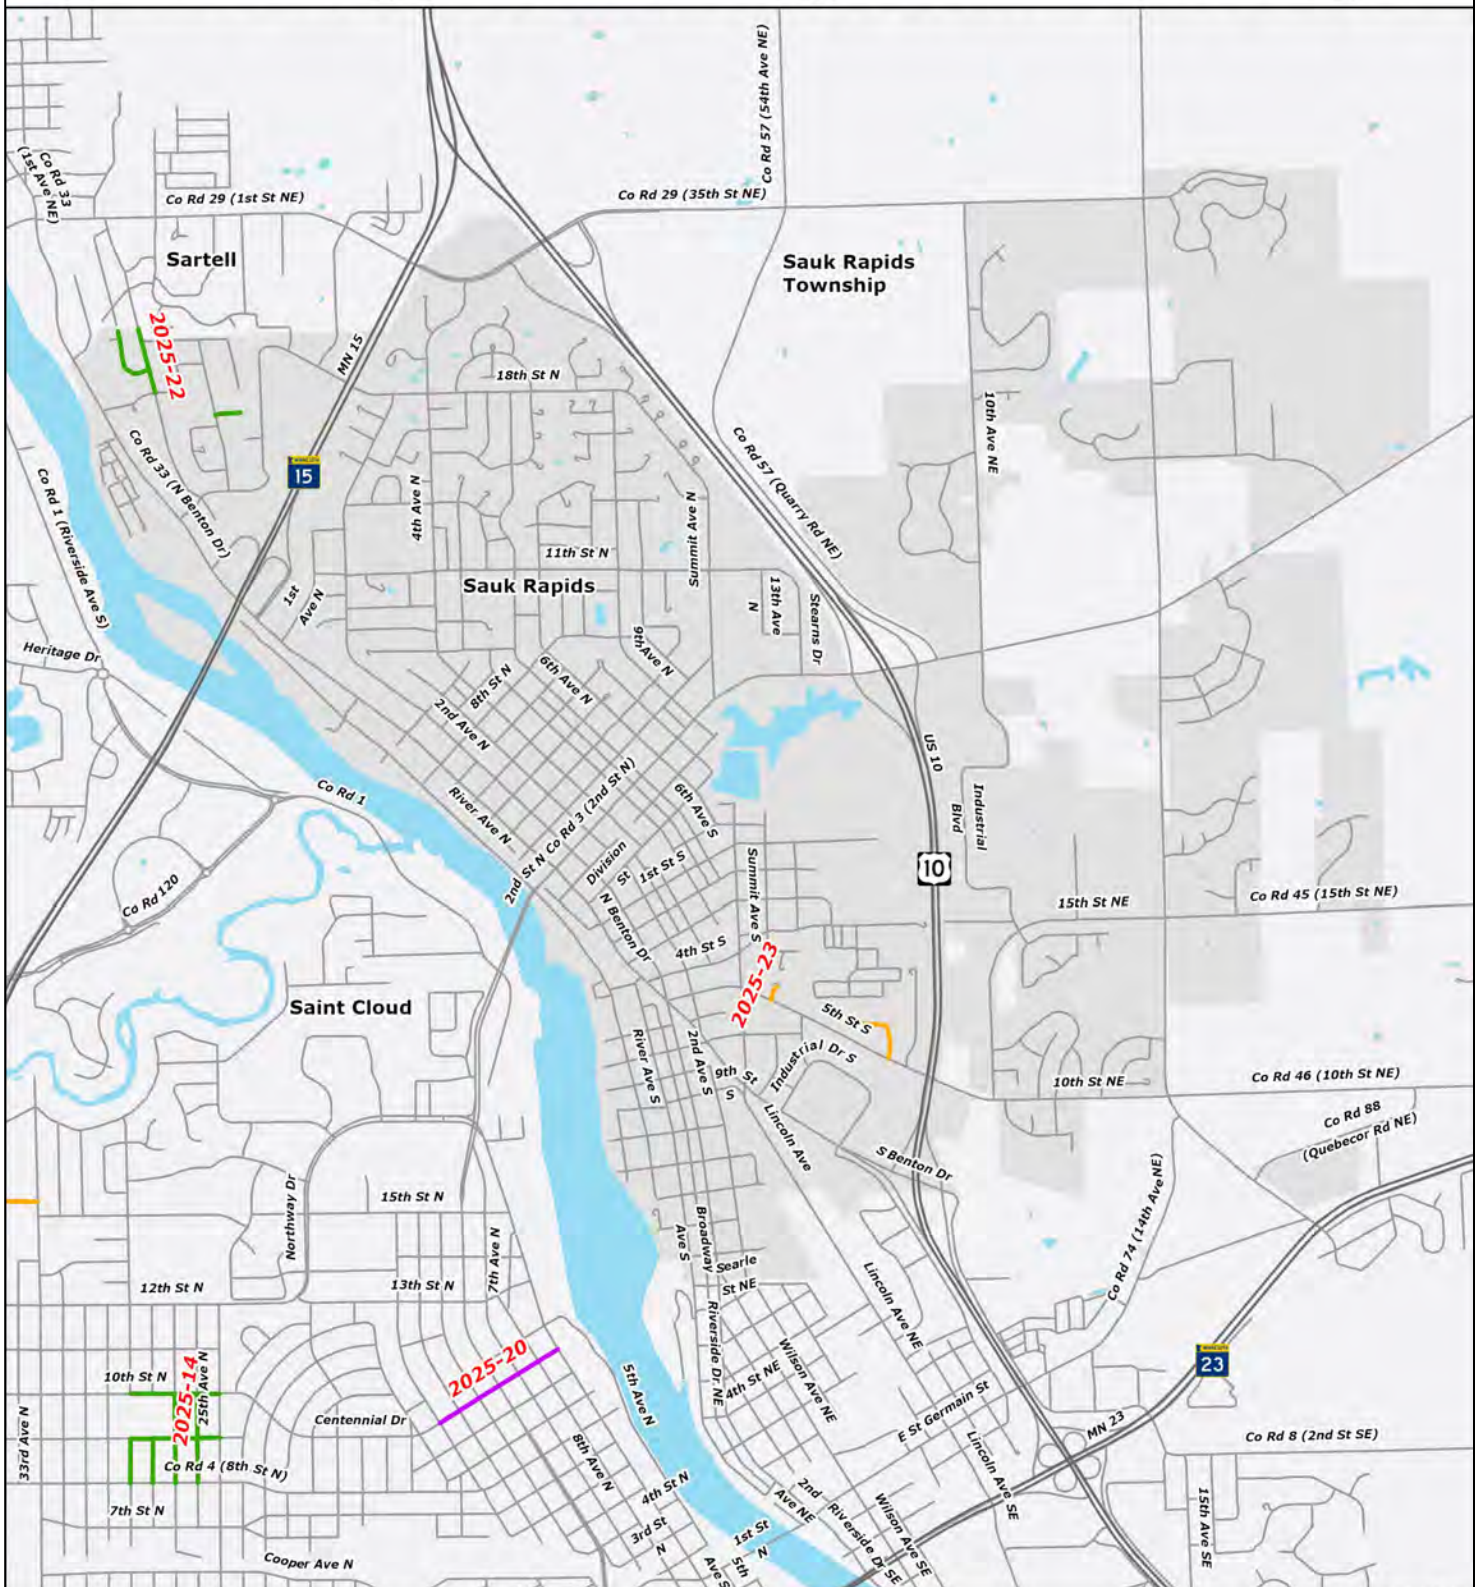 Co Rd 33
(1st Ave NE)
Co Rd 29 (1st St NE)
Co Rd 29 (35th St NE)
Co Rd 57 (54th Ave NE)
Sartell
Sauk Rapids
Township
2025-22
MN 15
18th St N
10th Ave NE
Co Rd 33 (N Benton Dr)
Co Rd 57 (Quarry Rd NE)
15
Co Rd 1 (Riverside Ave S)
4th Ave N
Summit Ave N
11th St N
Sauk Rapids
1st
Ave N
13th Ave
N
Stearns Dr
Heritage Dr
9th Ave N
8th St N
6th Ave N
2nd Ave N
US 10
Co Rd 1
River Ave N
Co Rd 3 (2nd St N)
2nd St N
6th Ave S
Industrial
Blvd
Division
St
1st St S
Summit Ave S
10
Co Rd 120
N Benton Dr
4th St S
15th St NE
Co Rd 45 (15th St NE)
2025-23
Saint Cloud
5th St S
River Ave S
2nd Ave S
9th St
S
Industrial Dr S
10th St NE
Co Rd 46 (10th St NE)
Co Rd 88
(Quebecor Rd NE)
Lincoln Ave
S Benton Dr
Co Rd 74 (14th Ave NE)
Northway Dr
15th St N
7th Ave N
Broadway
Ave S
Searle
St NE
12th St N
13th St N
Lincoln Ave NE
Riverside Dr NE
Wilson Ave NE
MINNESOTA
23
2025-20
2025-14
10th St N
25th Ave N
5th Ave N
4th St NE
Centennial Dr
E St Germain St
MN 23
33rd Ave N
Co Rd 4 (8th St N)
8th Ave N
Lincoln Ave SE
Co Rd 8 (2nd St SE)
7th St N
4th St N
3rd St
N
1st St
N
2nd
Ave NE
Riverside Dr SE
Wilson Ave SE
15th Ave SE
Cooper Ave N
5th
Ave S